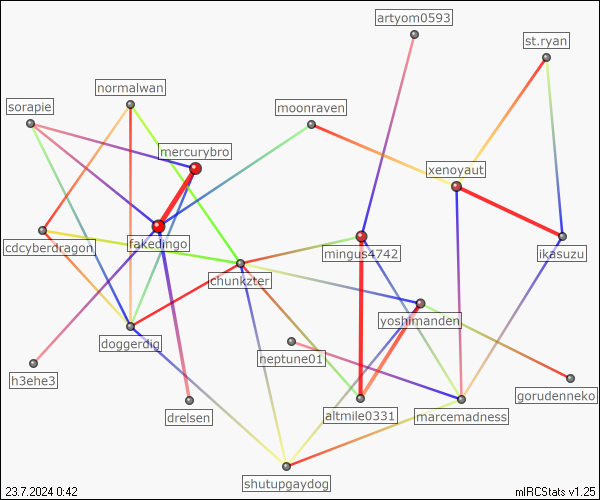 artyom0593
st.ryan
normalwan
sorapie
moonraven
mercurybro
xenoyaut
cdcyberdragon
fakedingo
mingus4742
ikasuzu
chunkzter
yoshimanden
doggerdig
neptune01
h3ehe3
gorudenneko
drelsen
altmile0331
marcemadness
shutupgaydog
23.7.2024 0:42
mIRCStats v1.25